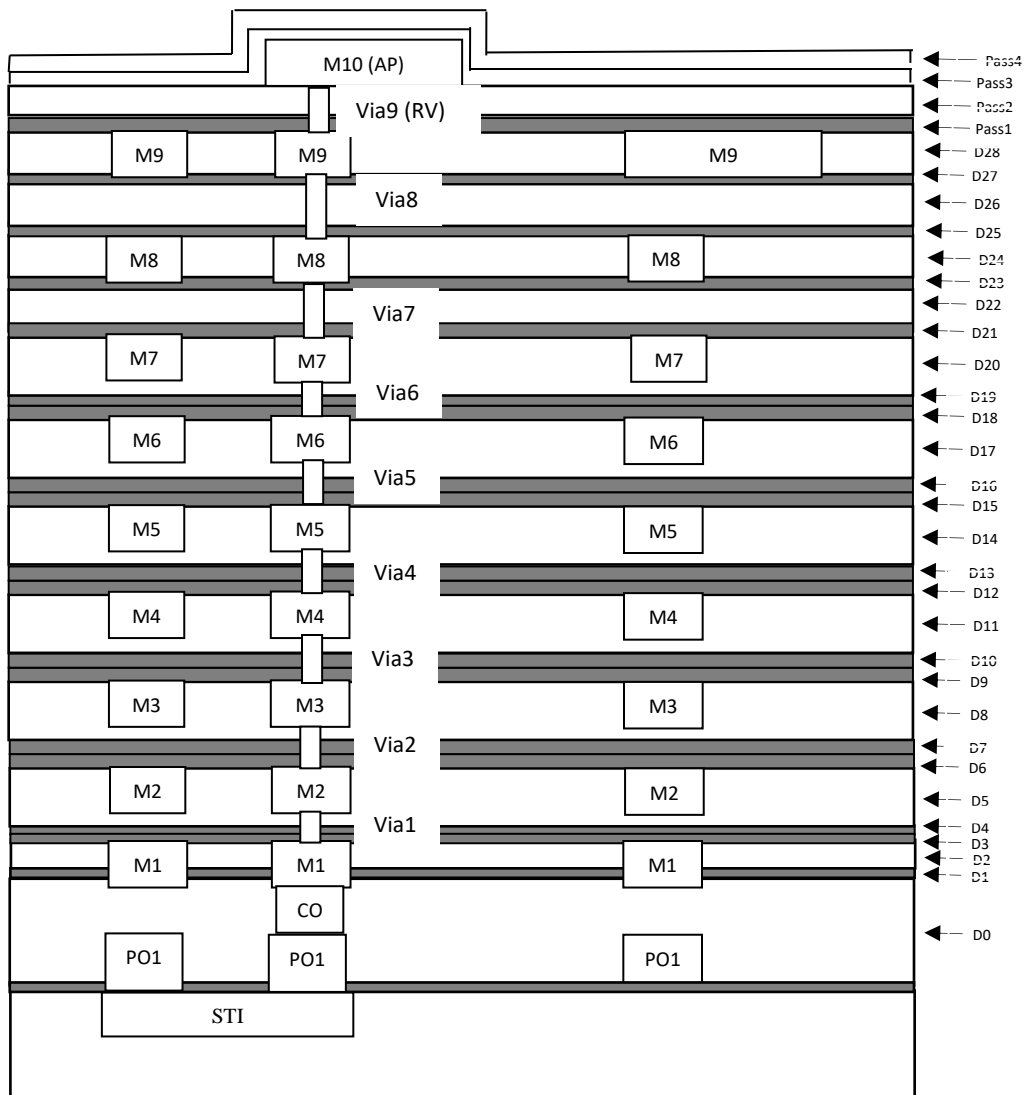 M10 (AP)
Pass4
Pass3
Via9 (RV)
Pass2
Pass1
M9 M9 M9
D28
D27
Via8
D26
D25
M8 M8 M8
D24
D23
D22
Via7
D21
M7 M7 M7
D20
Via6
D19
D18
M6 M6 M6
D17
Via5
D16
D15
M5 M5 M5
D14
Via4
D13
D12
M4 M4 M4
D11
Via3
D10
D9
M3 M3 M3
D8
Via2
D7
D6
M2 M2 M2
D5
Via1
D4
D3
M1 M1 M1
D2
D1
CO
D0
PO1 PO1 PO1
STI